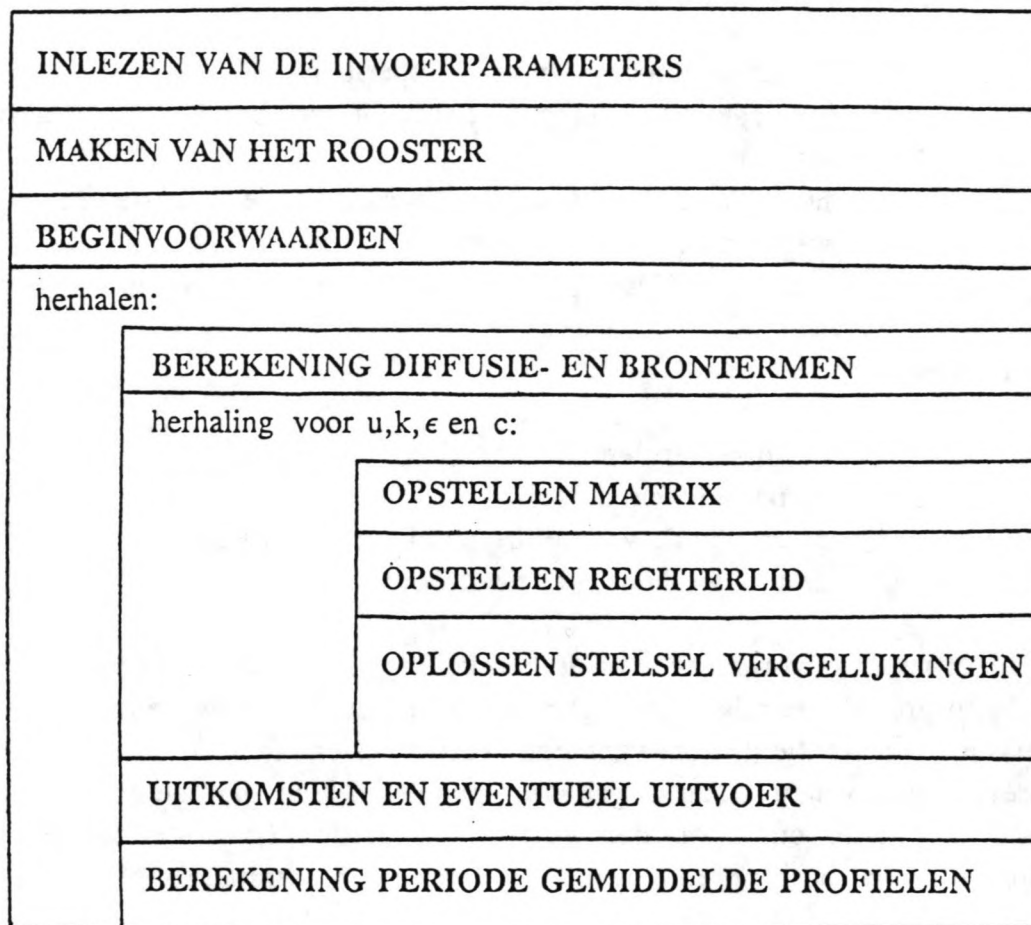 INLEZEN VAN DE INVOERPARAMETERS
MAKEN VAN HET ROOSTER
BEGINVOORWAARDEN
herhalen:
BEREKENING DIFFUSIE- EN BRONTERMEN
herhaling voor u,k,ϵ en c:
OPSTELLEN MATRIX
OPSTELLEN RECHTERLID
OPLOSSEN STELSEL VERGELIJKINGEN
UITKOMSTEN EN EVENTUEEL UITVOER
BEREKENING PERIODE GEMIDDELDE PROFIELEN